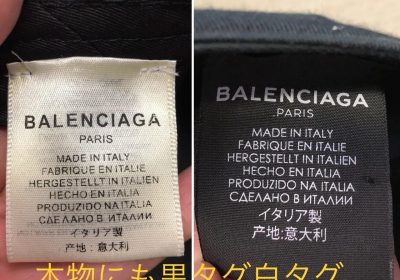 BALENCIAGA
PARIS
MADE IN ITALY
FABRIQUE EN ITALIE
HERGESTELLT IN ITALIEN
HECHO EN ITALIA
PRODUZIDO NA ITALIA
СДЕЛАНО В ИТАЛИИ
イタリア製
产地:意大利
BALENCIAGA
PARIS
MADE IN ITALY
FABRIQUE EN ITALIE
HERGESTELLT IN ITALIEN
HECHO EN ITALIA
PRODUZIDO NA ITALIA
СДЕЛАНО В ИТАЛИИ
イタリア製
产地:意大利
本物にも黒タグ白タグ